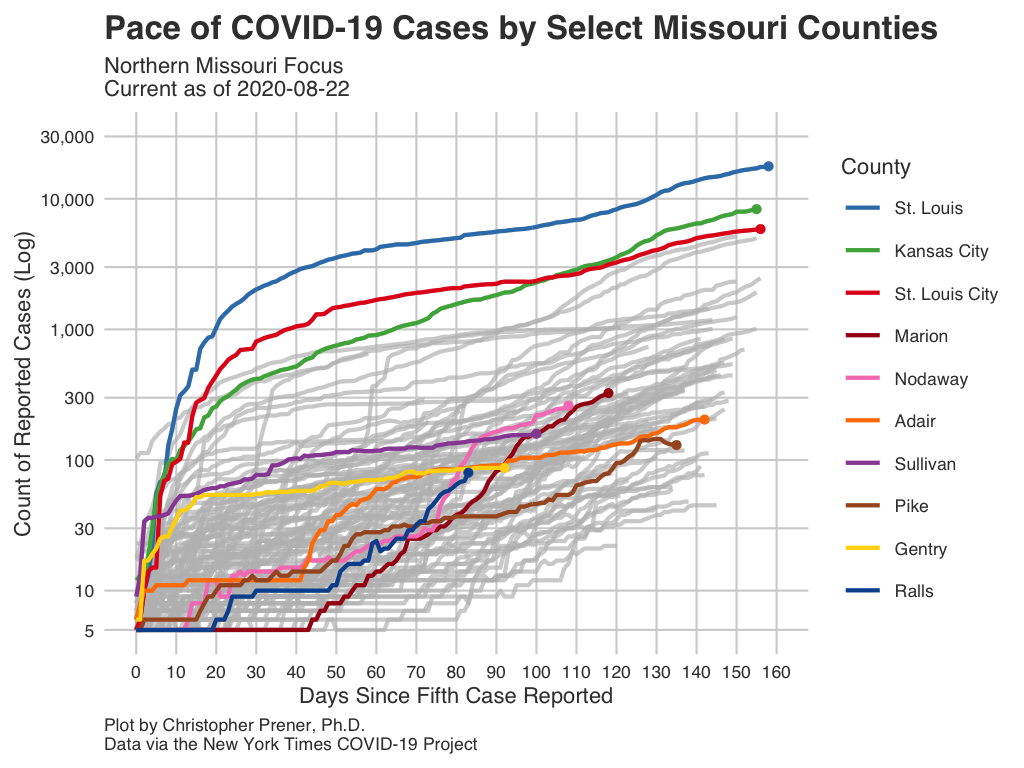 Pace of COVID-19 Cases by Select Missouri Counties
Northern Missouri Focus
Current as of 2020-08-22
Count of Reported Cases (Log)
30,000
10,000
3,000
1,000
300
100
30
10
5
0 10 20 30 40 50 60 70 80 90 100 110 120 130 140 150 160
Days Since Fifth Case Reported
County
St. Louis
Kansas City
St. Louis City
Marion
Nodaway
Adair
Sullivan
Pike
Gentry
Ralls
Plot by Christopher Prener, Ph.D.
Data via the New York Times COVID-19 Project